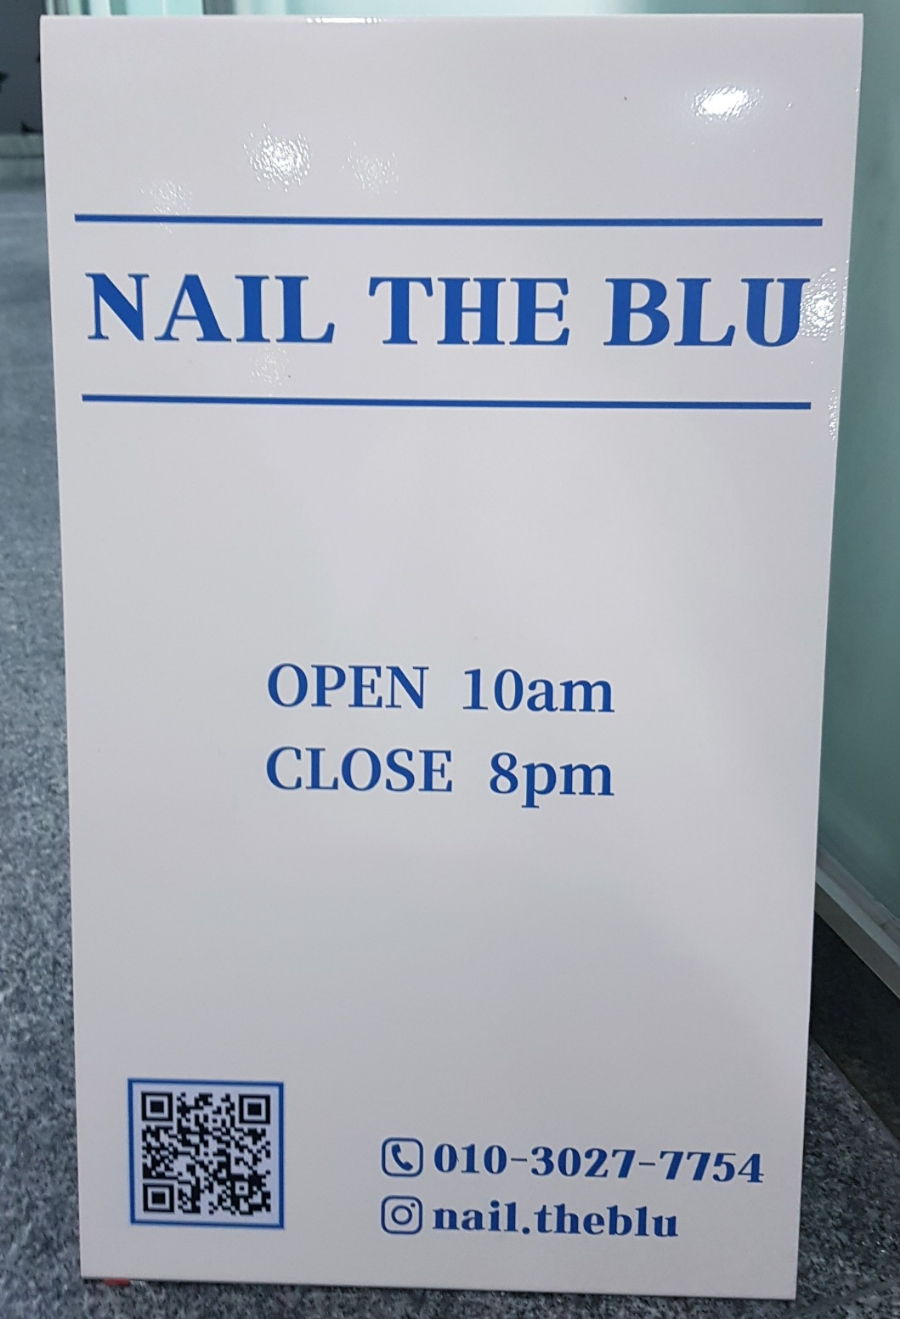 NAIL THE BLU
OPEN 10am
CLOSE 8pm
010-3027-7754
nail.theblu